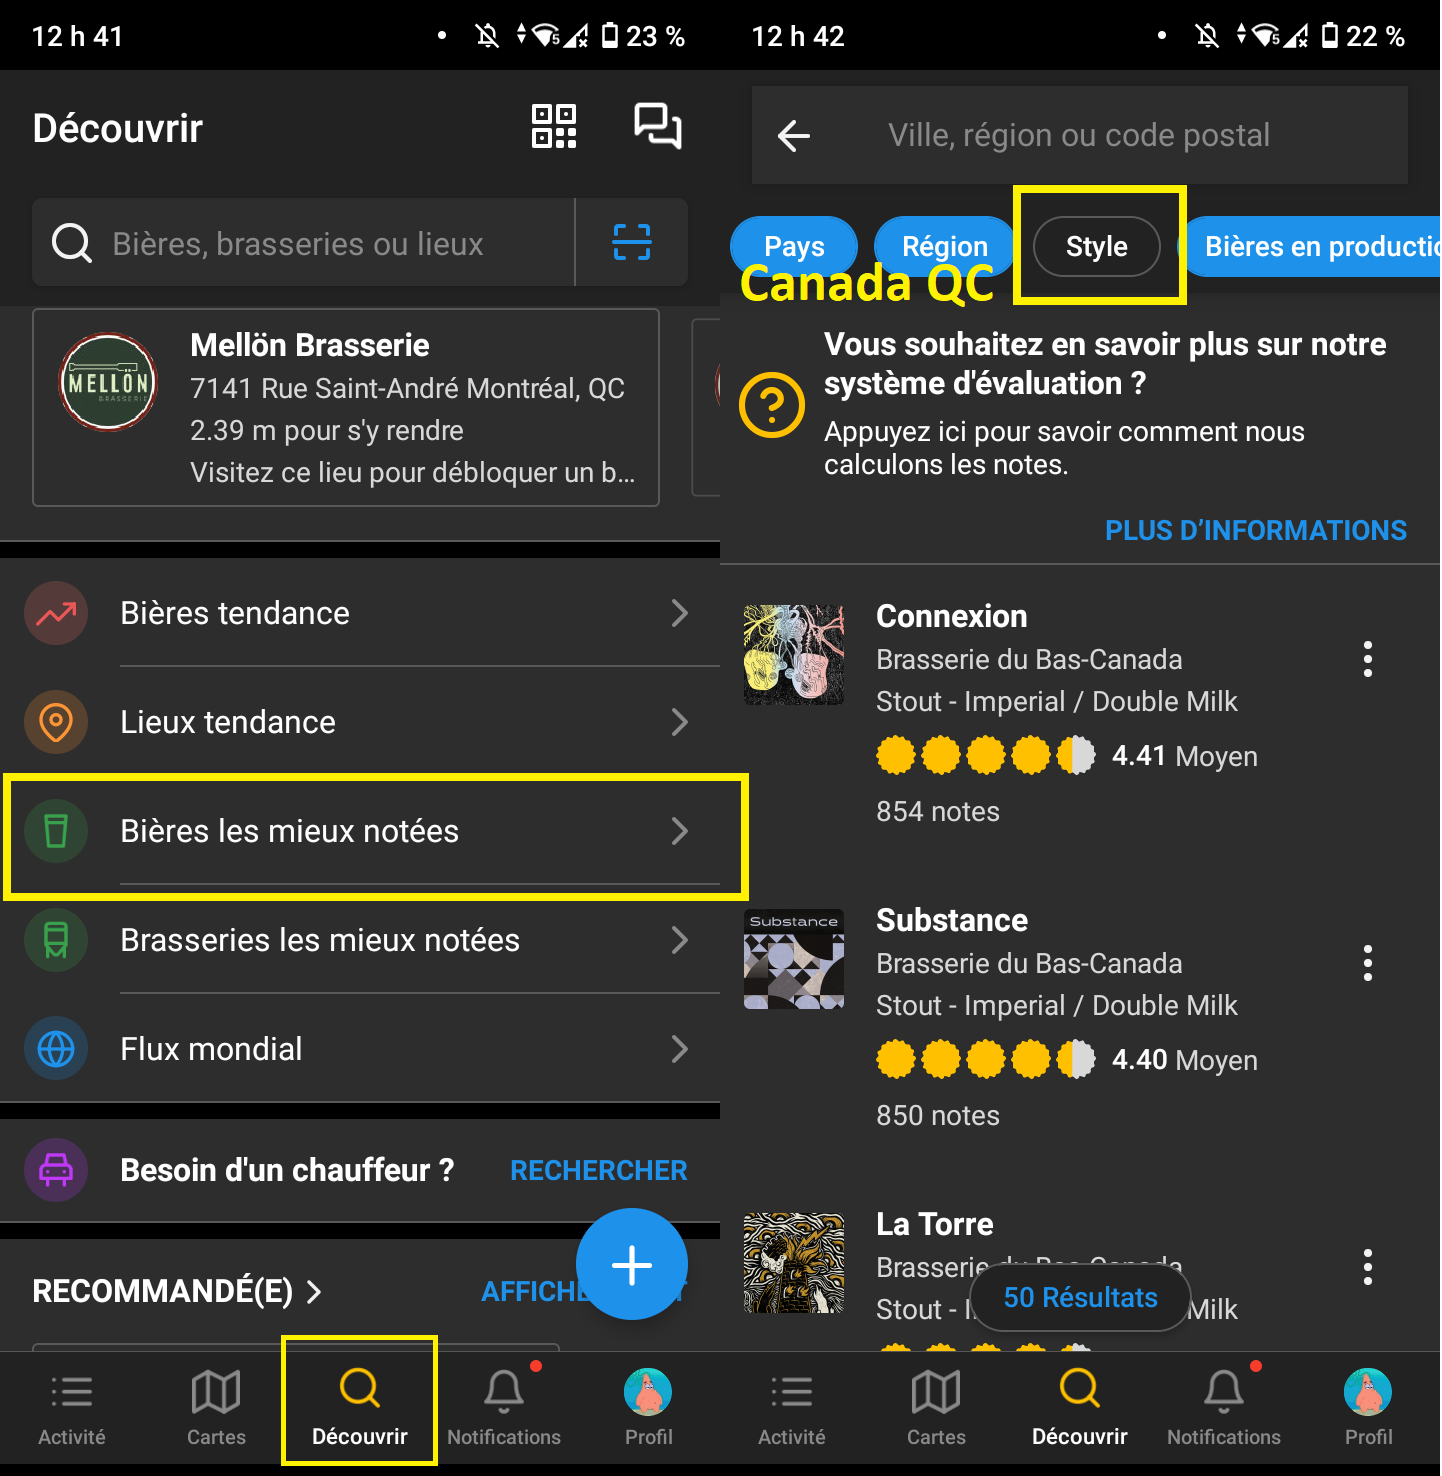 12 h 41
23 %
Découvrir
Bières, brasseries ou lieux
MELLÖN
BRASSERIE
Mellön Brasserie
7141 Rue Saint-André Montréal, QC
2.39 m pour s'y rendre
Visitez ce lieu pour débloquer un b…
Bières tendance
Lieux tendance
Bières les mieux notées
Brasseries les mieux notées
Flux mondial
Besoin d'un chauffeur ?
RECHERCHER
RECOMMANDÉ(E)
Activité
Cartes
Découvrir
Notifications
Profil
12 h 42
22 %
Ville, région ou code postal
Pays
Région
Style
Bières en productio
Canada QC
Vous souhaitez en savoir plus sur notre
système d'évaluation ?
Appuyez ici pour savoir comment nous
calculons les notes.
PLUS D’INFORMATIONS
Connexion
Brasserie du Bas-Canada
Stout - Imperial / Double Milk
4.41 Moyen
854 notes
Substance
Substance
Brasserie du Bas-Canada
Stout - Imperial / Double Milk
4.40 Moyen
850 notes
La Torre
Brasserie du Bas-Canada
Stout - Milk
50 Résultats
Activité
Cartes
Découvrir
Notifications
Profil